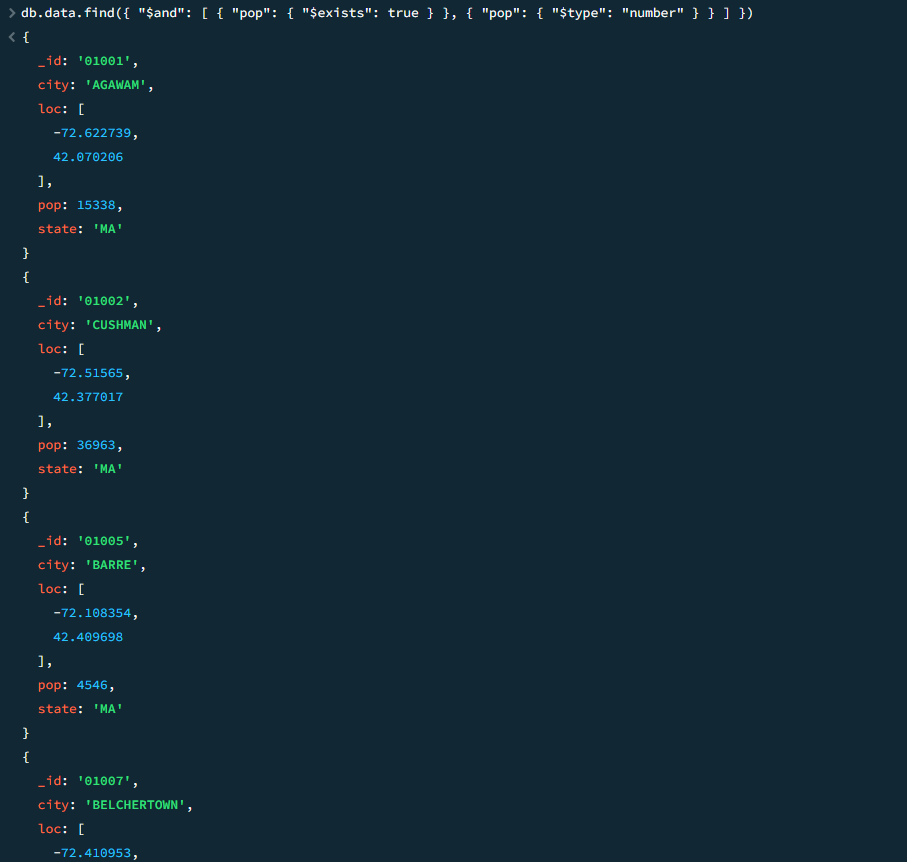 > db.data.find({ "$and": [ { "pop": { "$exists": true } }, { "pop": { "$type": "number" } } ] })
< {
_id: '01001',
city: 'AGAWAM',
loc: [
-72.622739,
42.070206
],
pop: 15338,
state: 'MA'
}
{
_id: '01002',
city: 'CUSHMAN',
loc: [
-72.51565,
42.377017
],
pop: 36963,
state: 'MA'
}
{
_id: '01005',
city: 'BARRE',
loc: [
-72.108354,
42.409698
],
pop: 4546,
state: 'MA'
}
{
_id: '01007',
city: 'BELCHERTOWN',
loc: [
-72.410953,